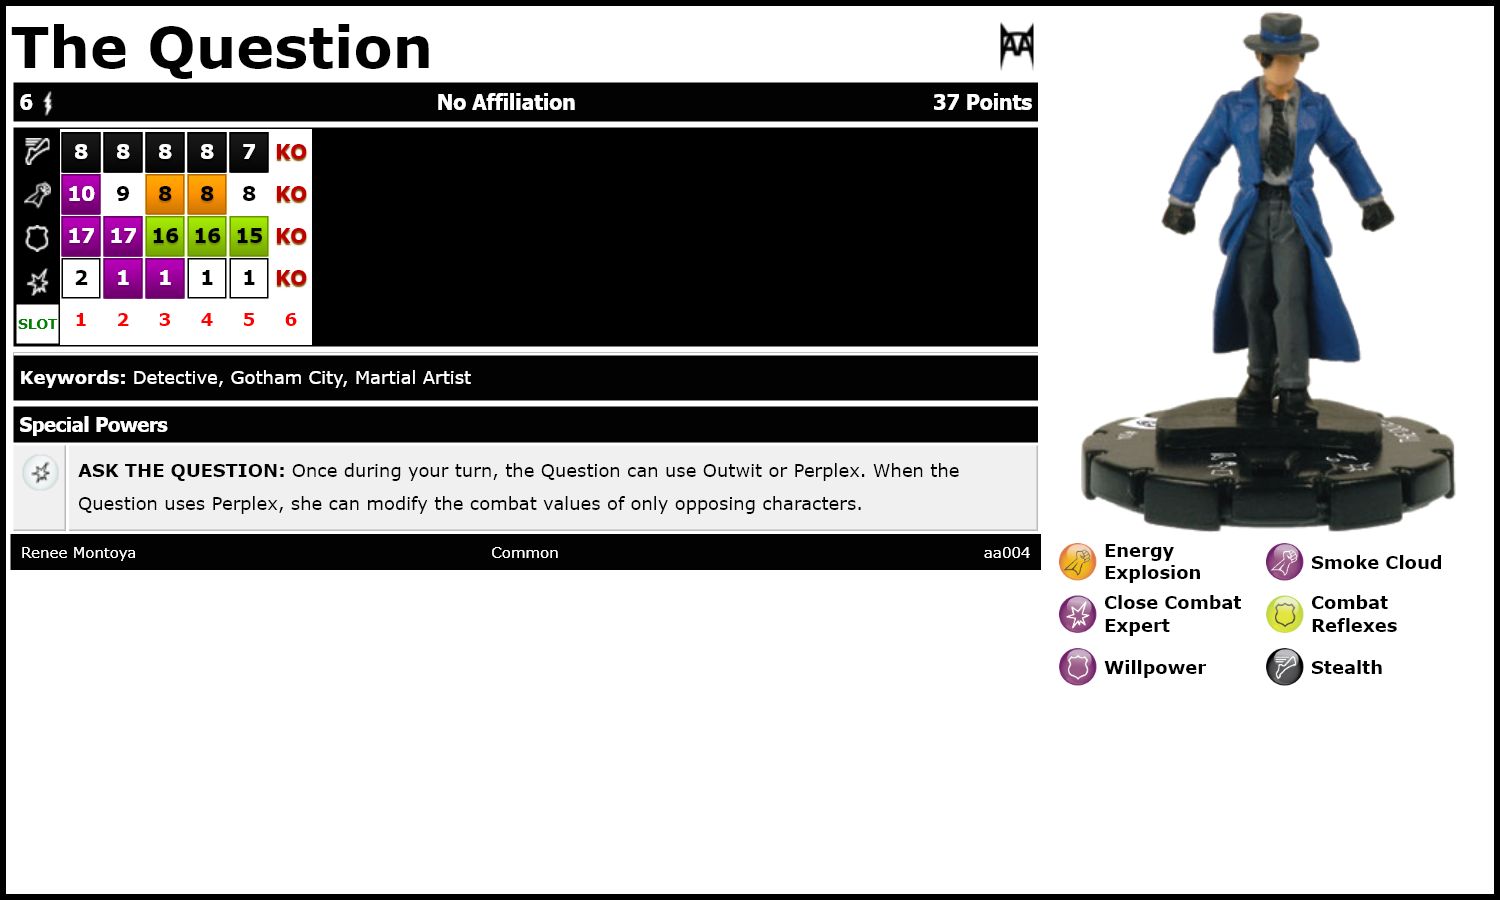 The Question
AA
6 No Affiliation 37 Points
8 8 8 8 7 KO
10 9 8 8 8 KO
17 17 16 16 15 KO
2 1 1 1 1 KO
SLOT 1 2 3 4 5 6
Keywords: Detective, Gotham City, Martial Artist
Special Powers
ASK THE QUESTION: Once during your turn, the Question can use Outwit or Perplex. When the
Question uses Perplex, she can modify the combat values of only opposing characters.
Renee Montoya Common aa004
Energy
Explosion
Smoke Cloud
Close Combat
Expert
Combat
Reflexes
Willpower
Stealth